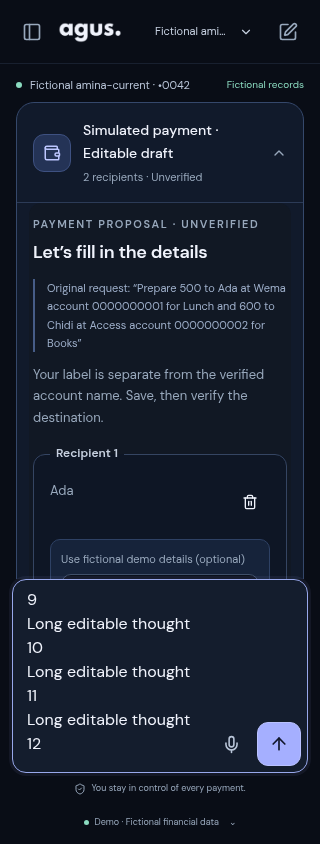 agus.
Fictional ami...
Fictional amina-current · •0042
Fictional records
Simulated payment ·
Editable draft
2 recipients · Unverified
PAYMENT PROPOSAL · UNVERIFIED
Let’s fill in the details
Original request: “Prepare 500 to Ada at Wema
account 0000000001 for Lunch and 600 to
Chidi at Access account 0000000002 for
Books”
Your label is separate from the verified
account name. Save, then verify the
destination.
Recipient 1
Ada
Use fictional demo details (optional)
9
Long editable thought
10
Long editable thought
11
Long editable thought
12
You stay in control of every payment.
Demo · Fictional financial data